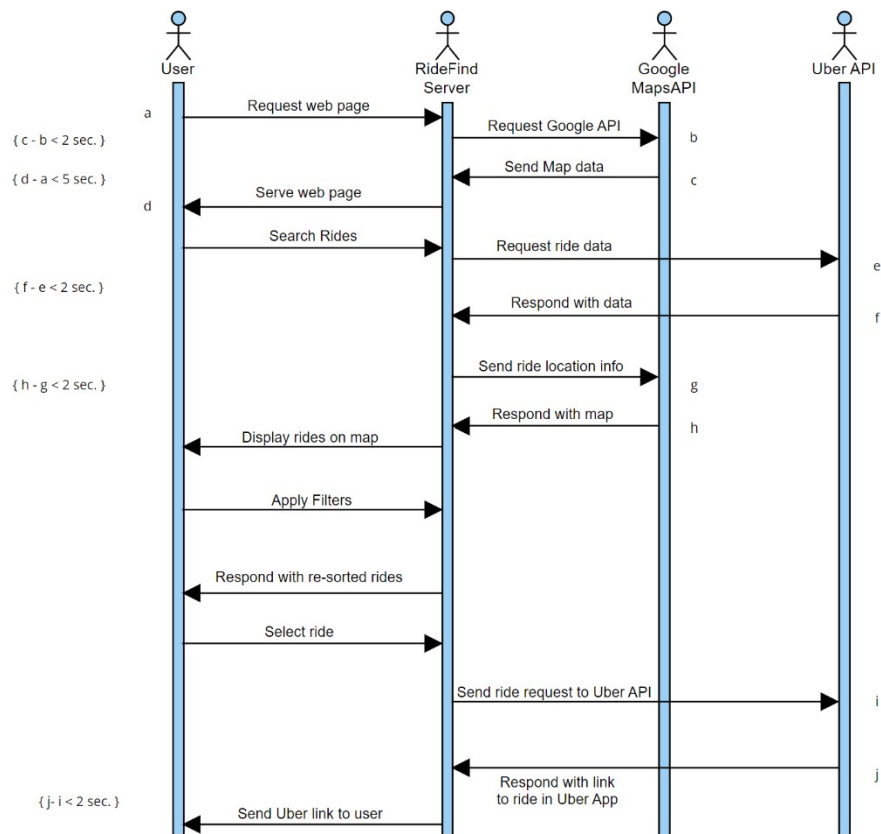 User
RideFind
Server
Google
MapsAPI
Uber API
a
Request web page
Request Google API
b
{ c - b < 2 sec. }
Send Map data
c
{ d - a < 5 sec. }
Serve web page
d
Search Rides
Request ride data
e
{ f - e < 2 sec. }
Respond with data
f
Send ride location info
g
{ h - g < 2 sec. }
Respond with map
h
Display rides on map
Apply Filters
Respond with re-sorted rides
Select ride
Send ride request to Uber API
i
j
Respond with link
to ride in Uber App
{ j- i < 2 sec. }
Send Uber link to user